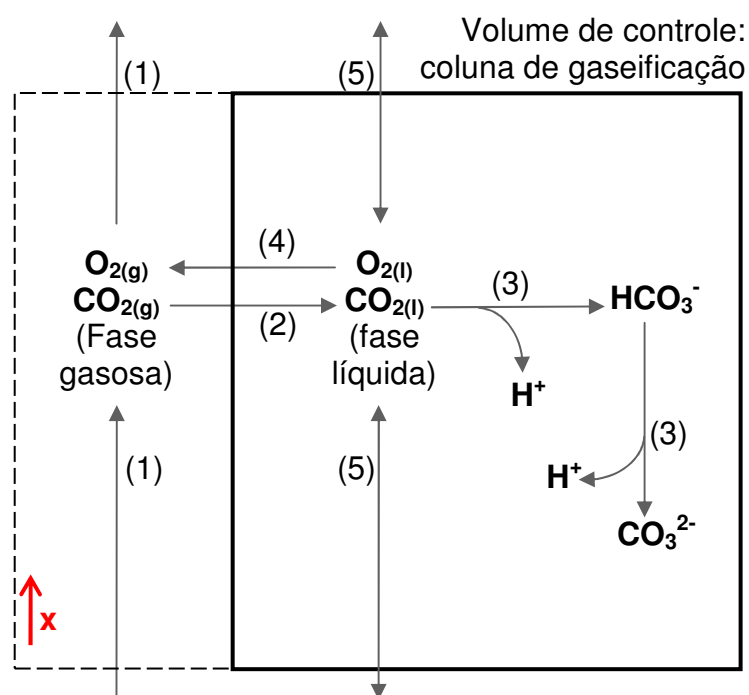 Volume de controle:
coluna de gaseificação
(1)
(5)
O₂₍g₎
CO₂₍g₎
(Fase
gasosa)
(4)
(2)
O₂₍l₎
CO₂₍l₎
(fase
líquida)
(3)
HCO₃⁻
H⁺
(3)
H⁺
CO₃²⁻
(1)
(5)
x